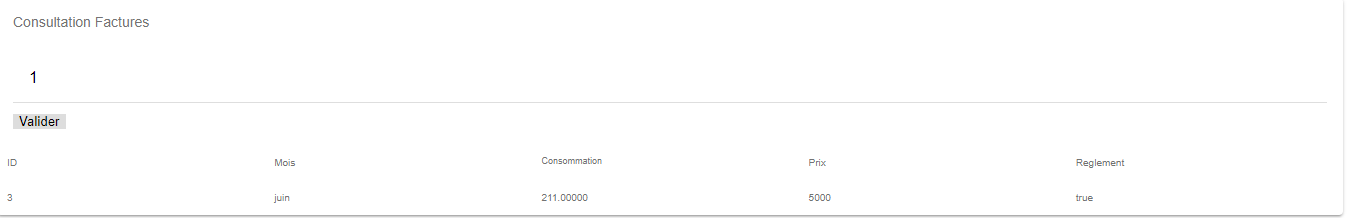 Consultation Factures
1
Valider
ID Mois Consommation Prix Reglement
3 juin 211.00000 5000 true